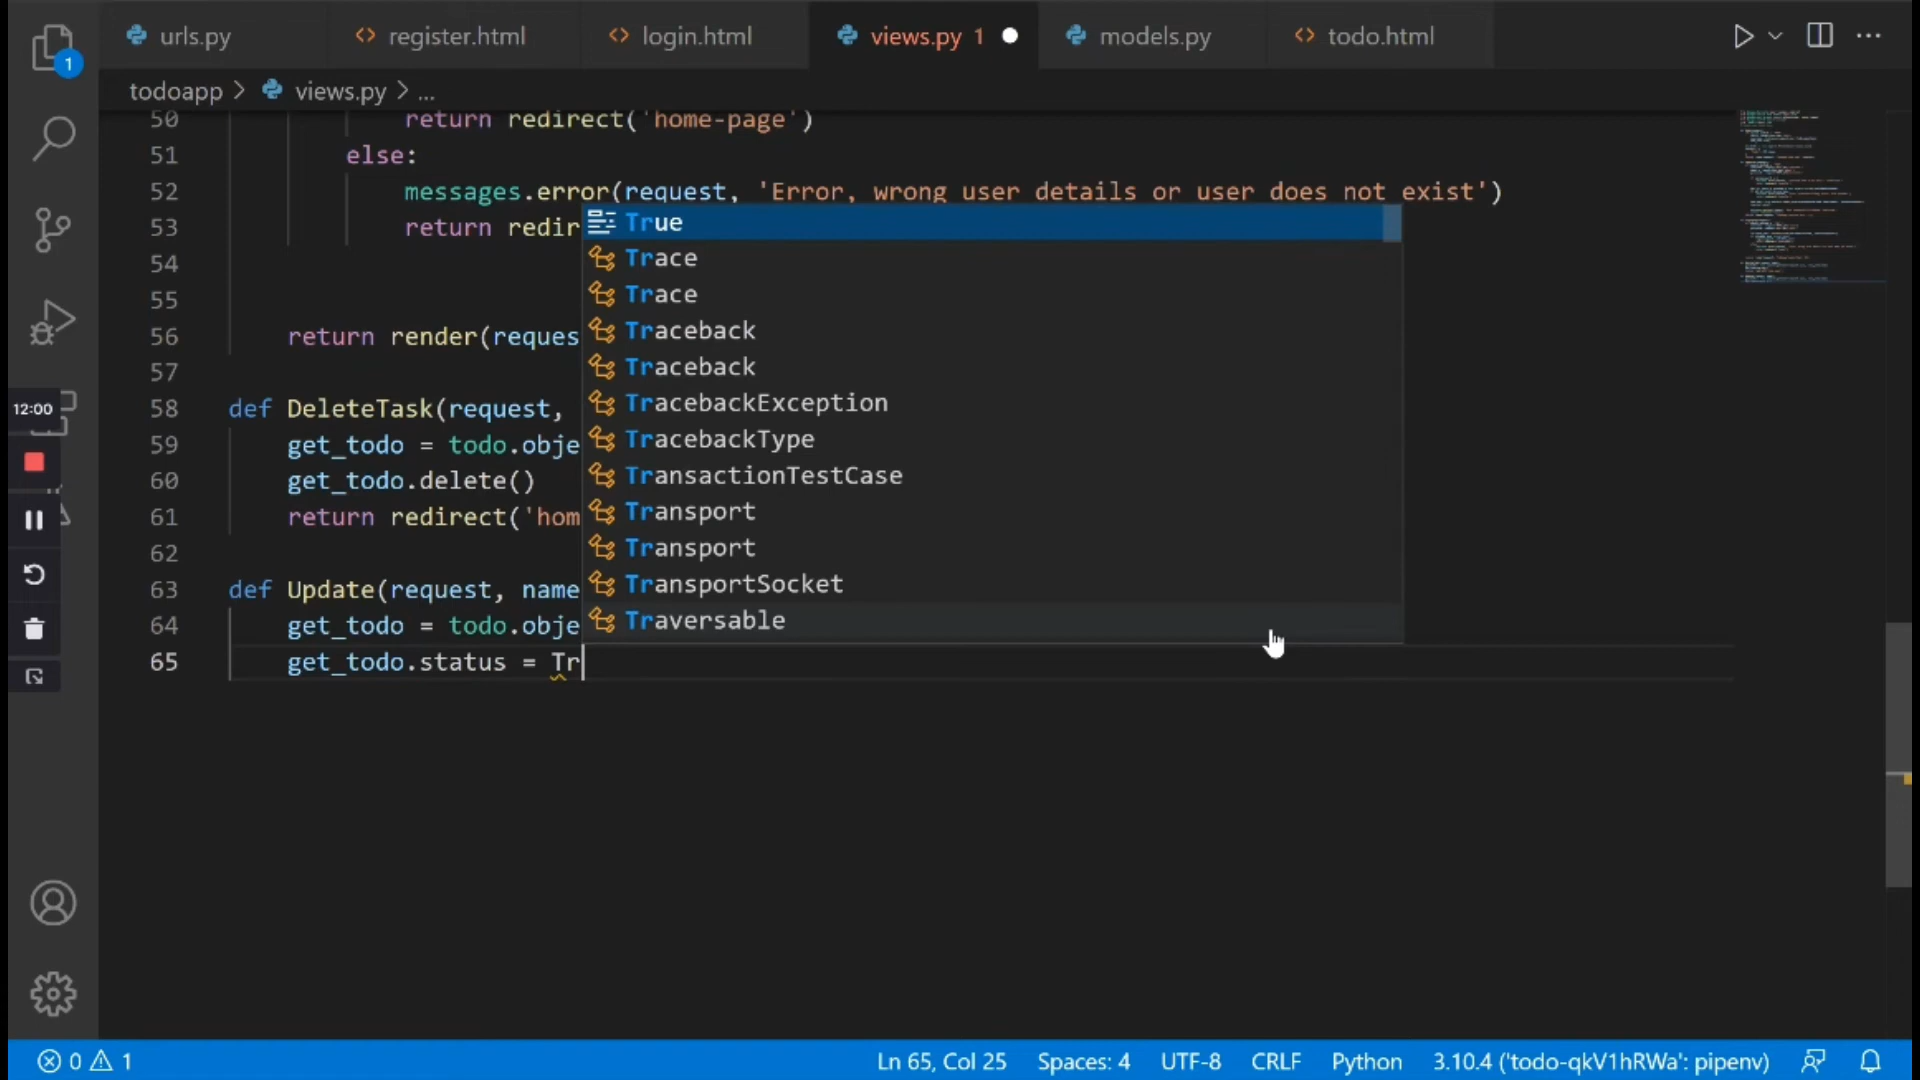 urls.py
register.html
login.html
views.py 1
models.py
todo.html
1
todoapp > views.py > ...
50 return redirect('home-page')
51 else:
52 messages.error(request, 'Error, wrong user details or user does not exist')
53 return redir
54
55
56 return render(reques
57
58 def DeleteTask(request,
59 get_todo = todo.obje
60 get_todo.delete()
61 return redirect('hom
62
63 def Update(request, name
64 get_todo = todo.obje
65 get_todo.status = Tr
True
Trace
Trace
Traceback
Traceback
TracebackException
TracebackType
TransactionTestCase
Transport
Transport
TransportSocket
Traversable
12:00
0 1
Ln 65, Col 25
Spaces: 4
UTF-8
CRLF
Python
3.10.4 ('todo-qkV1hRWa': pipenv)